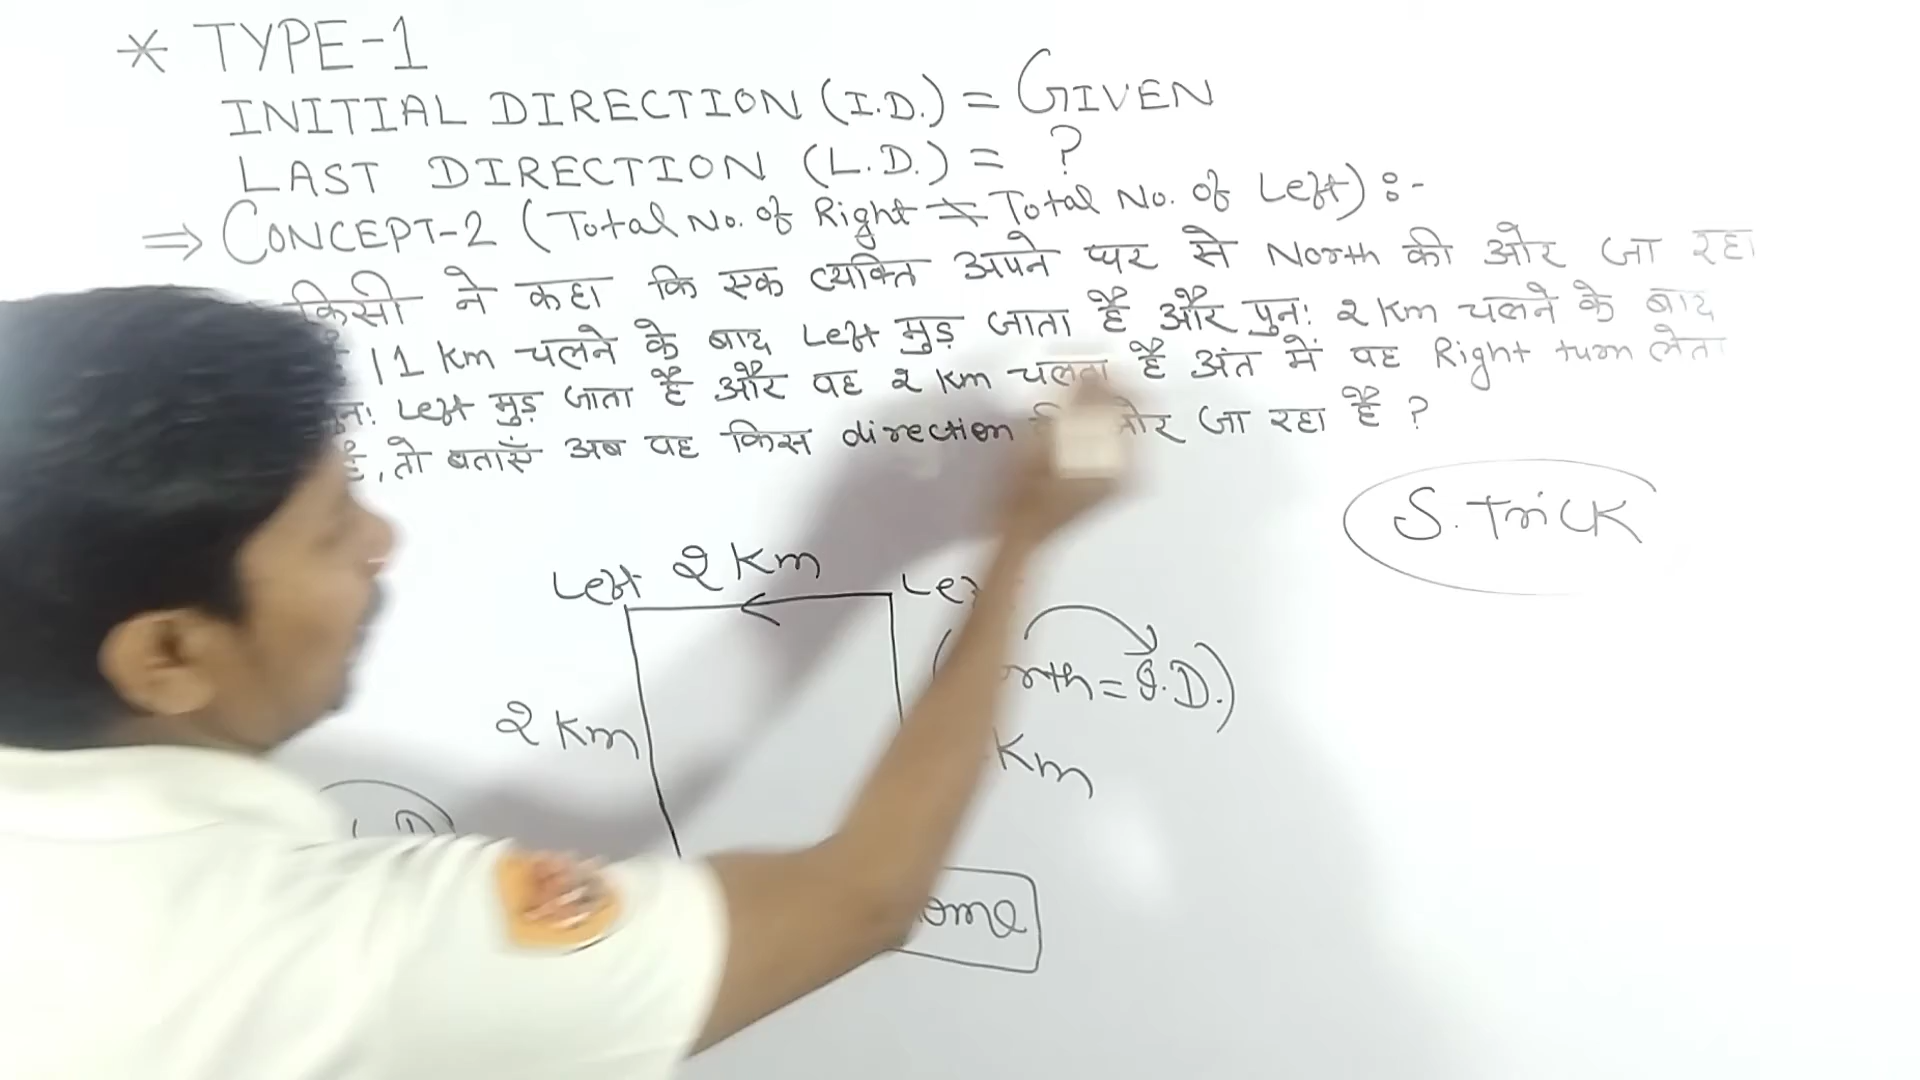 * TYPE-1
INITIAL DIRECTION (I.D.) = GIVEN
LAST DIRECTION (L.D.) = ?
⇒ CONCEPT-2 (Total No. of Right ≠ Total No. of Left) :-
किसी ने कहा कि एक व्यक्ति अपने घर से North की ओर जा रहा
1 km चलने के बाद Left मुड़ जाता है और पुनः 2 km चलने के बाद
Left मुड़ जाता है और वह 2 km चलता है अंत में वह Right turn लेता
है, तो बताएँ अब वह किस direction ओर जा रहा है ?
S. Trick
Left 2 km
2 km
km